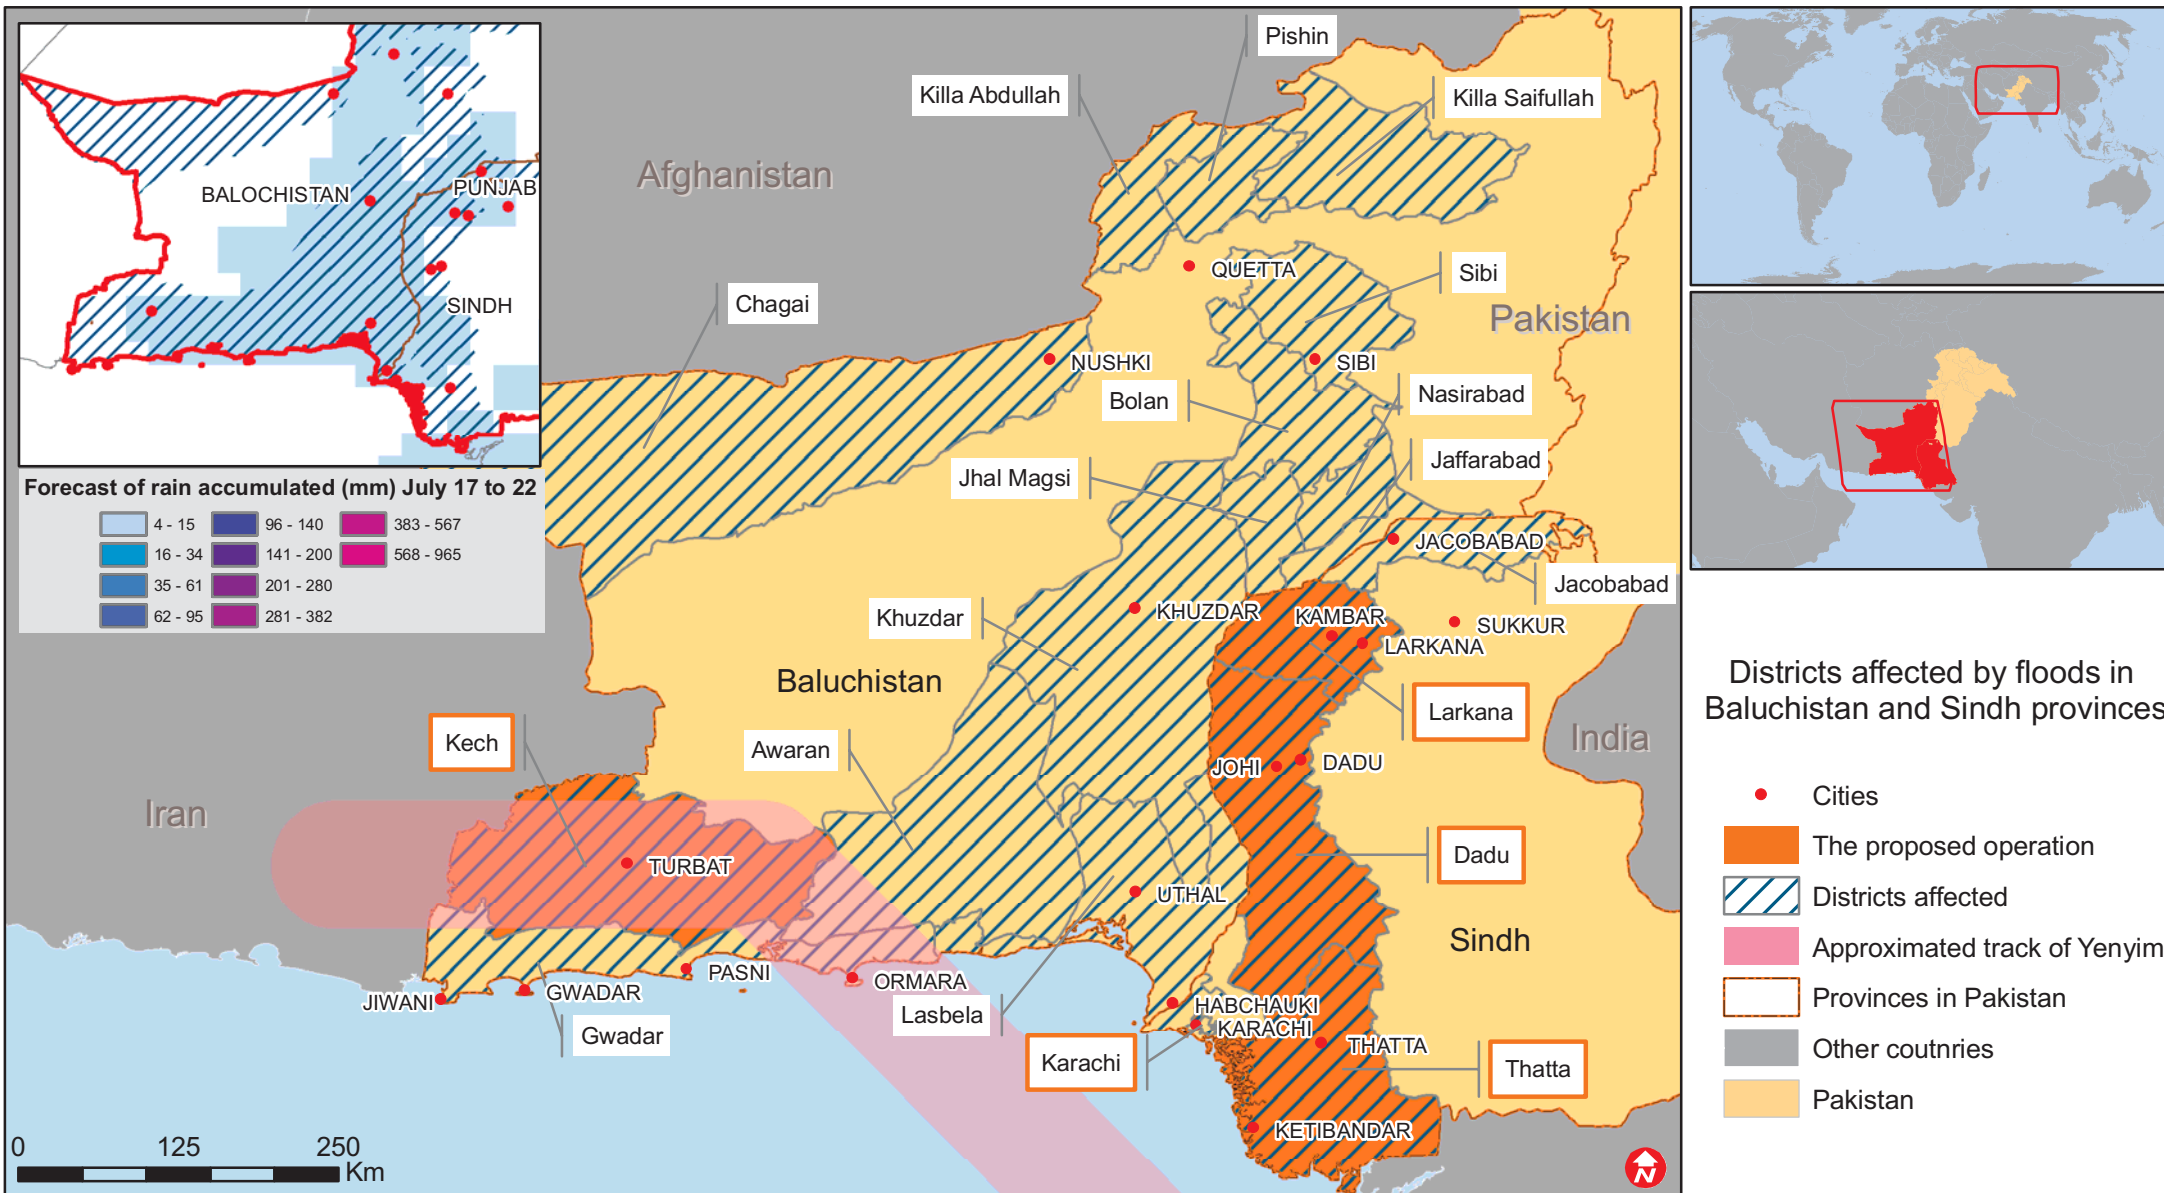 BALOCHISTAN
PUNJAB
SINDH
Forecast of rain accumulated (mm) July 17 to 22
4 - 15
96 - 140
383 - 567
16 - 34
141 - 200
568 - 965
35 - 61
201 - 280
62 - 95
281 - 382
Pishin
Killa Abdullah
Killa Saifullah
Afghanistan
QUETTA
Sibi
Chagai
Pakistan
NUSHKI
SIBI
Bolan
Nasirabad
Jaffarabad
Jhal Magsi
JACOBABAD
Jacobabad
Khuzdar
KHUZDAR
KAMBAR
SUKKUR
LARKANA
Baluchistan
Larkana
Kech
Awaran
India
JOHI
DADU
Iran
Dadu
TURBAT
UTHAL
Sindh
PASNI
ORMARA
JIWANI
GWADAR
HABCHAUKI
Lasbela
KARACHI
Gwadar
Karachi
THATTA
Thatta
KETIBANDAR
0 125 250
Km
N
Districts affected by floods in
Baluchistan and Sindh provinces
Cities
The proposed operation
Districts affected
Approximated track of Yenyim
Provinces in Pakistan
Other coutnries
Pakistan